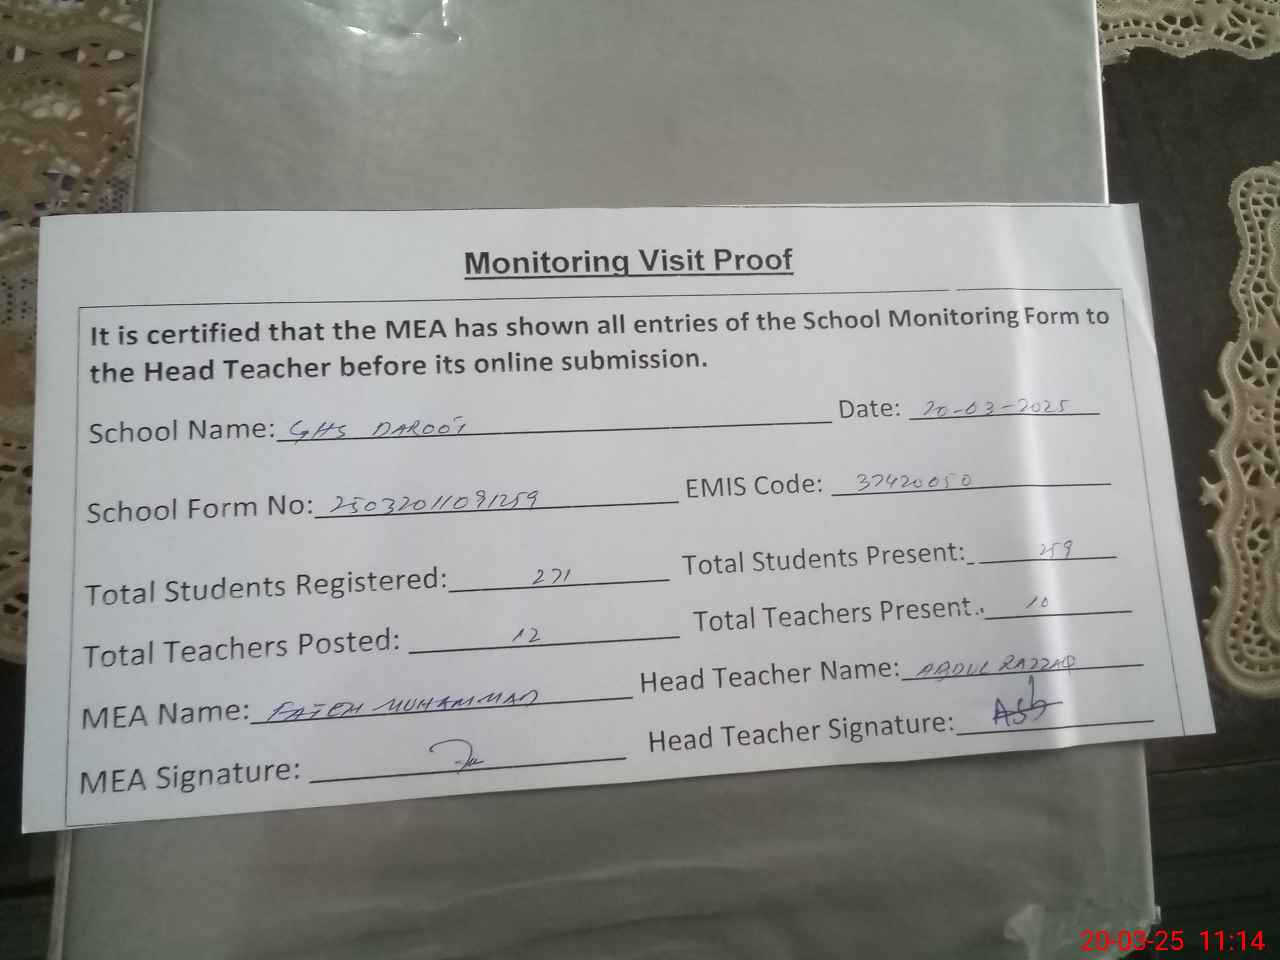 Monitoring Visit Proof
It is certified that the MEA has shown all entries of the School Monitoring Form to
the Head Teacher before its online submission.
School Name: GHS DAROOT Date: 20-03-2025
School Form No: 25032011091259 EMIS Code: 37420050
Total Students Registered: 271 Total Students Present: 259
Total Teachers Posted: 12 Total Teachers Present.. 10
MEA Name: FATEH MUHAMMAD Head Teacher Name: ABDUL RAZZAQ
MEA Signature: Head Teacher Signature:
20-03-25 11:14